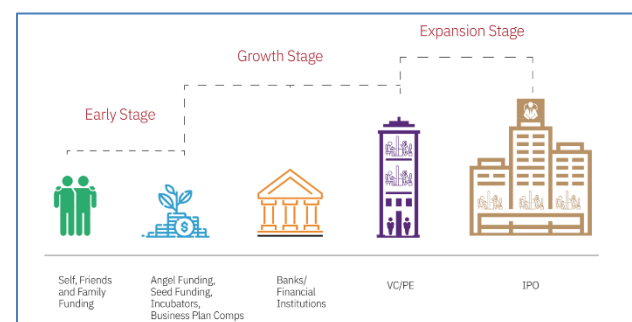 Expansion Stage
Growth Stage
Early Stage
$
Self, Friends
and Family
Funding
Angel Funding,
Seed Funding,
Incubators,
Business Plan Comps
Banks/
Financial
Institutions
VC/PE
IPO